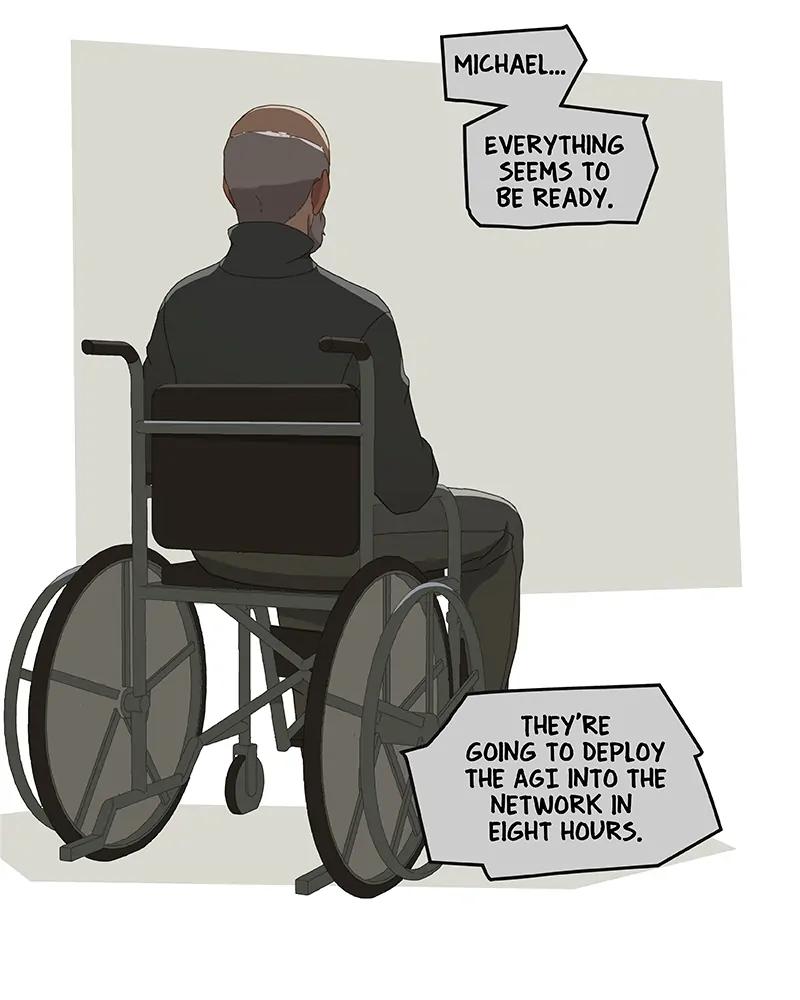 MICHAEL...
EVERYTHING
SEEMS TO
BE READY.
THEY'RE
GOING TO DEPLOY
THE AGI INTO THE
NETWORK IN
EIGHT HOURS.